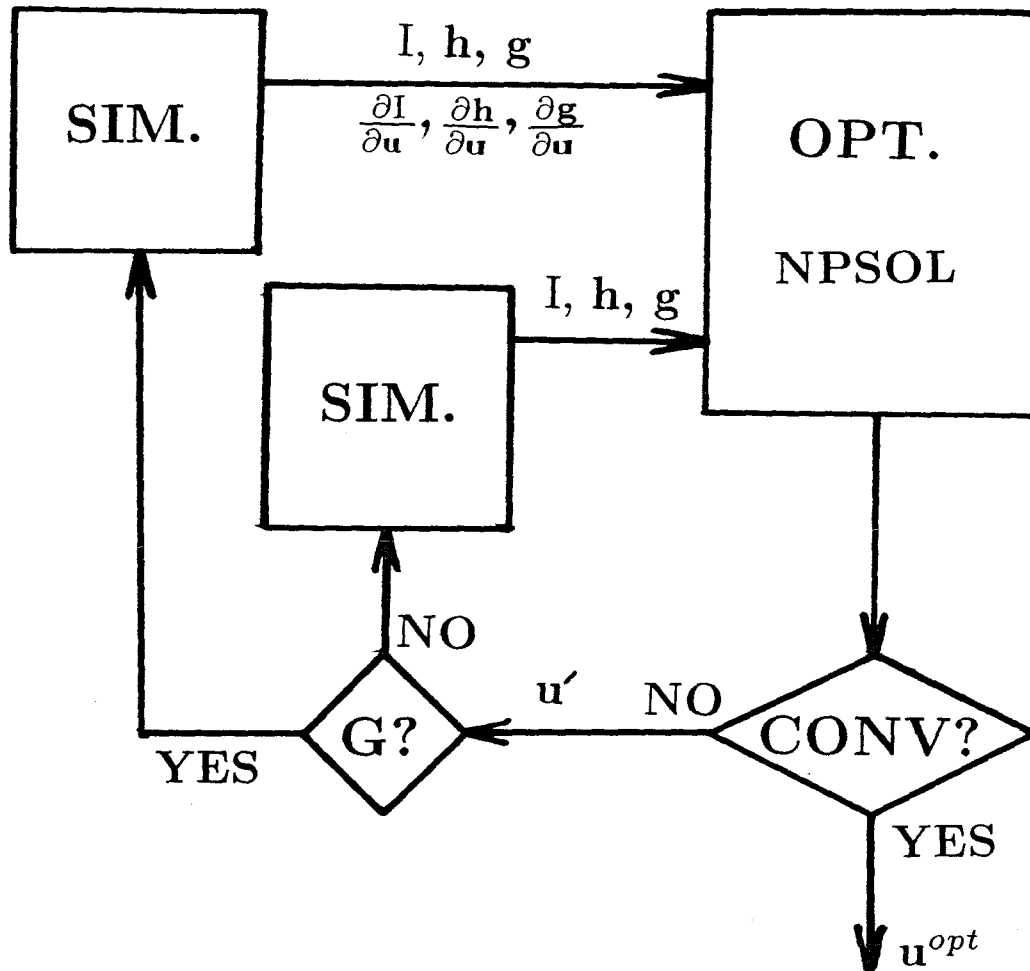 I, h, g
∂I/∂u, ∂h/∂u, ∂g/∂u
SIM.
OPT.
NPSOL
I, h, g
SIM.
NO
u′
NO
G?
CONV?
YES
YES
u^opt